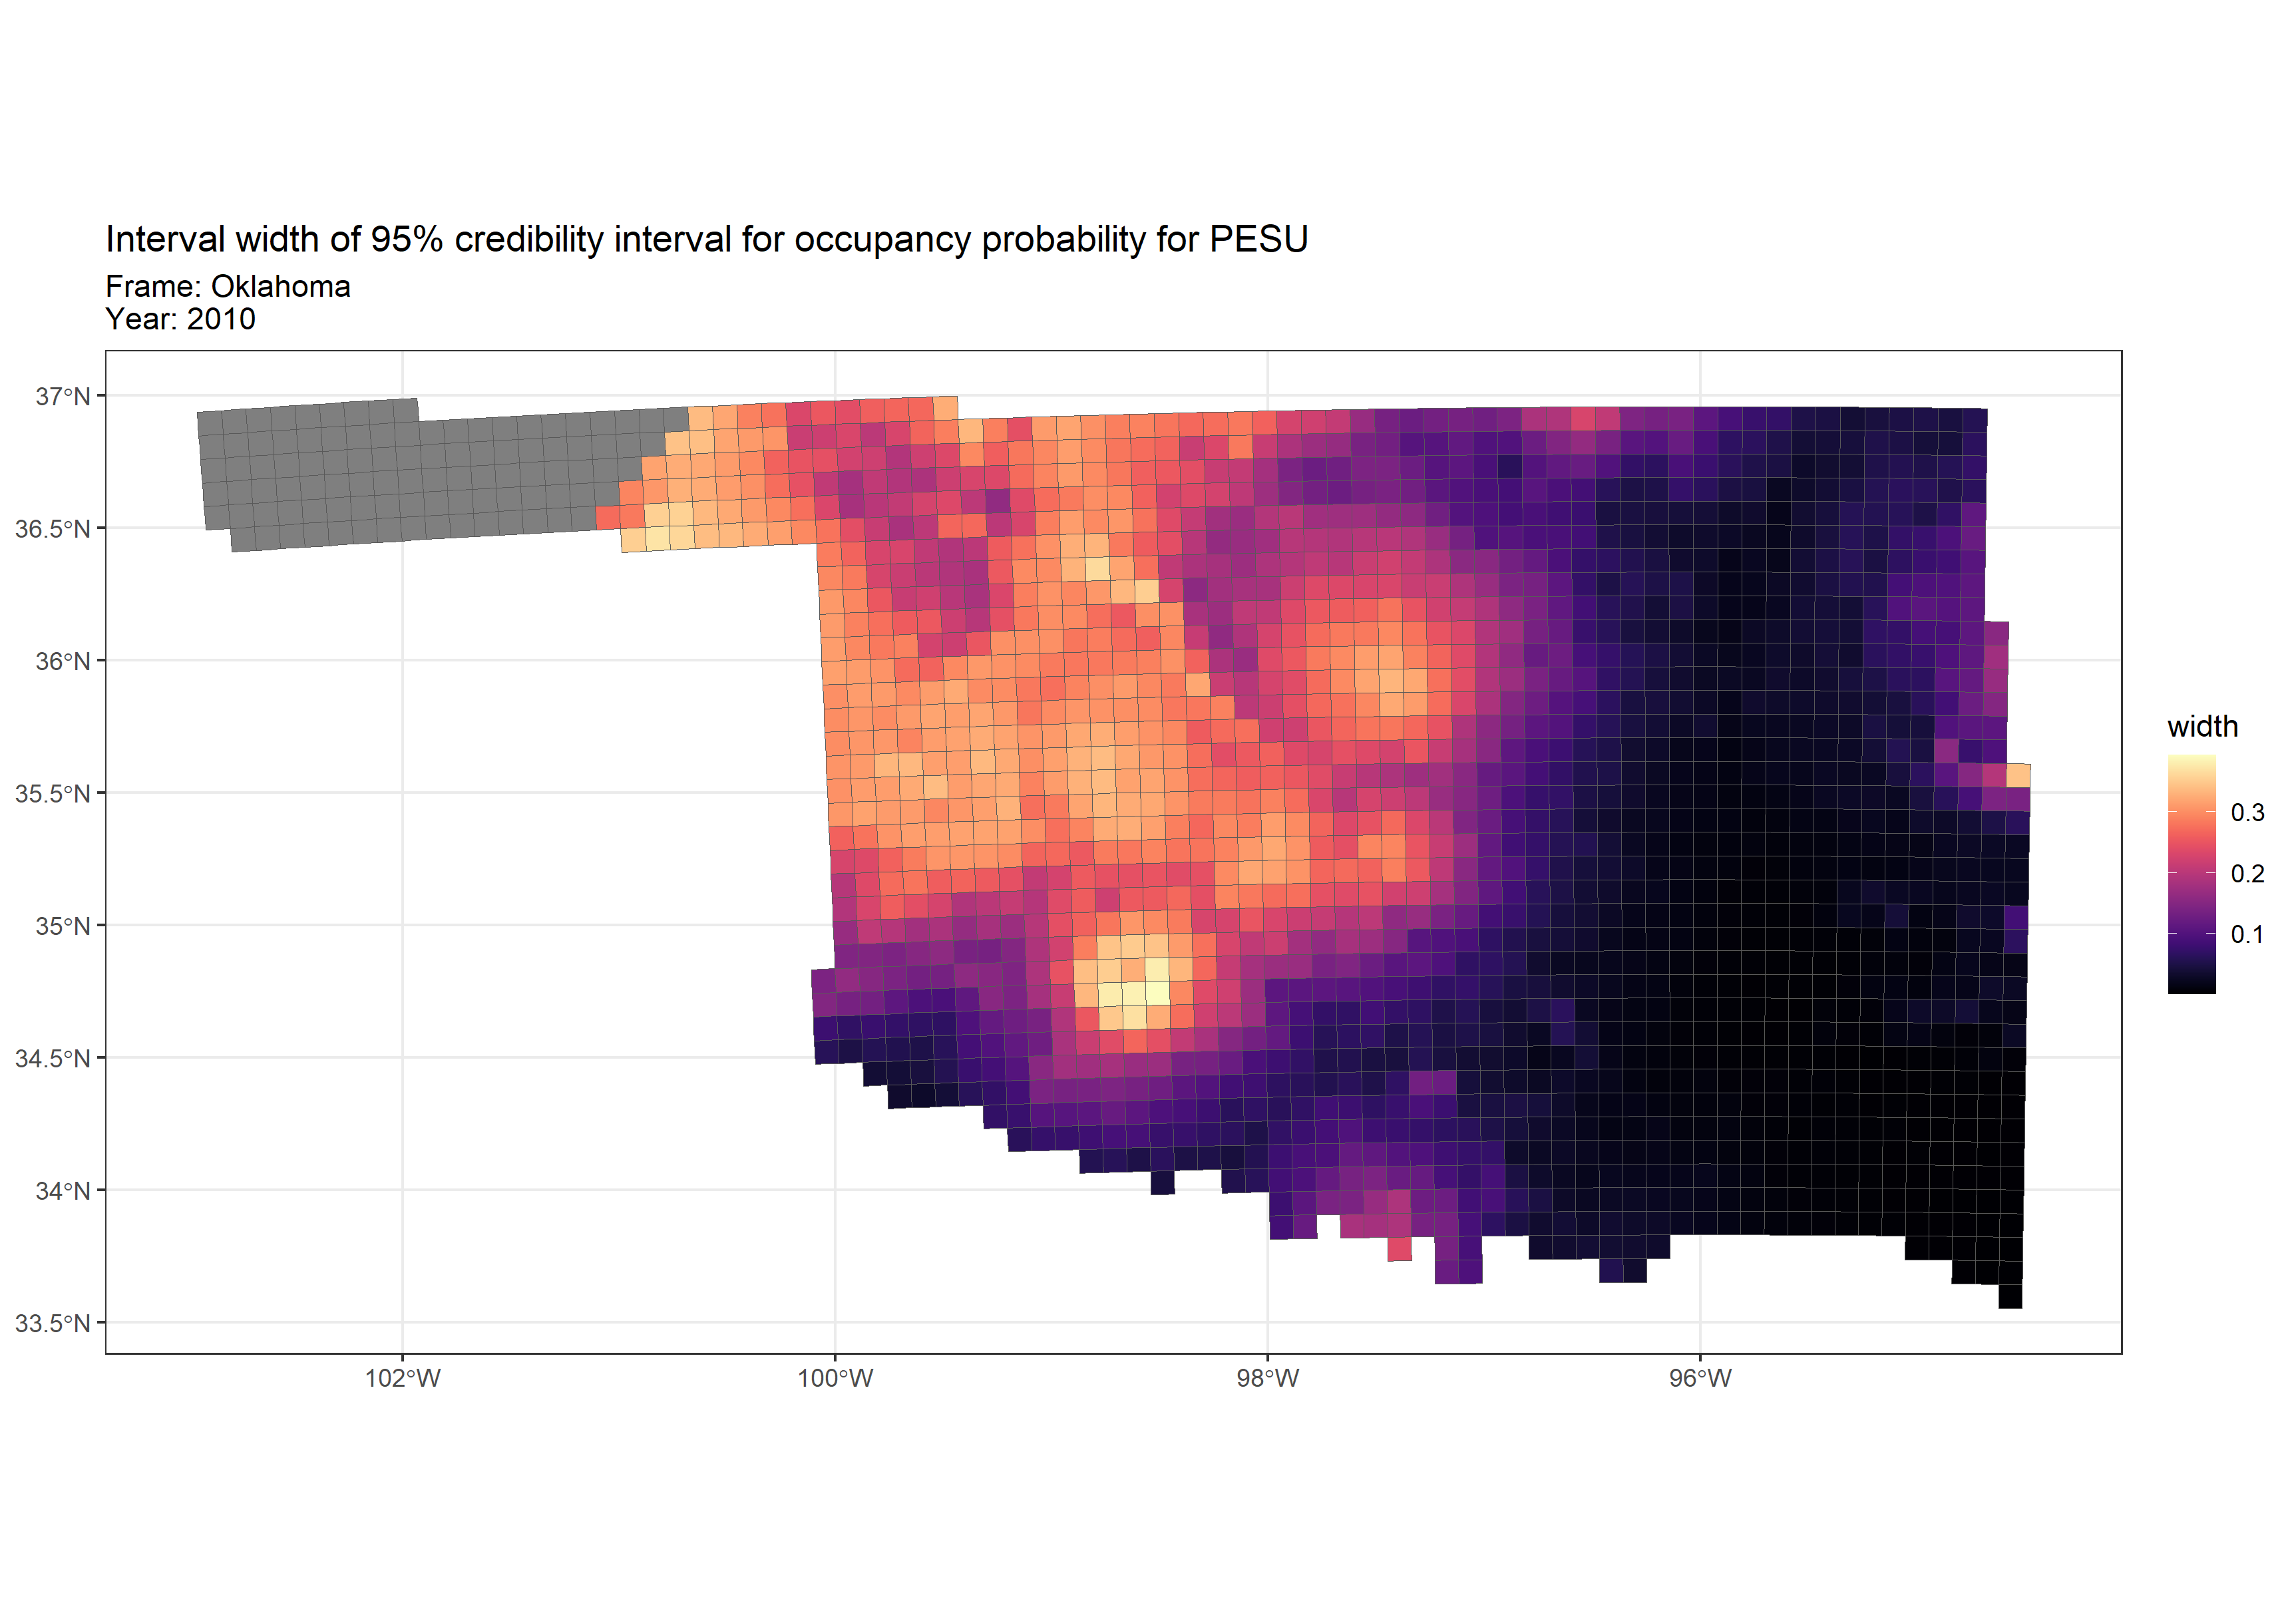 Interval width of 95% credibility interval for occupancy probability for PESU
Frame: Oklahoma
Year: 2010
37°N
36.5°N
36°N
35.5°N
35°N
34.5°N
34°N
33.5°N
102°W
100°W
98°W
96°W
width
0.3
0.2
0.1